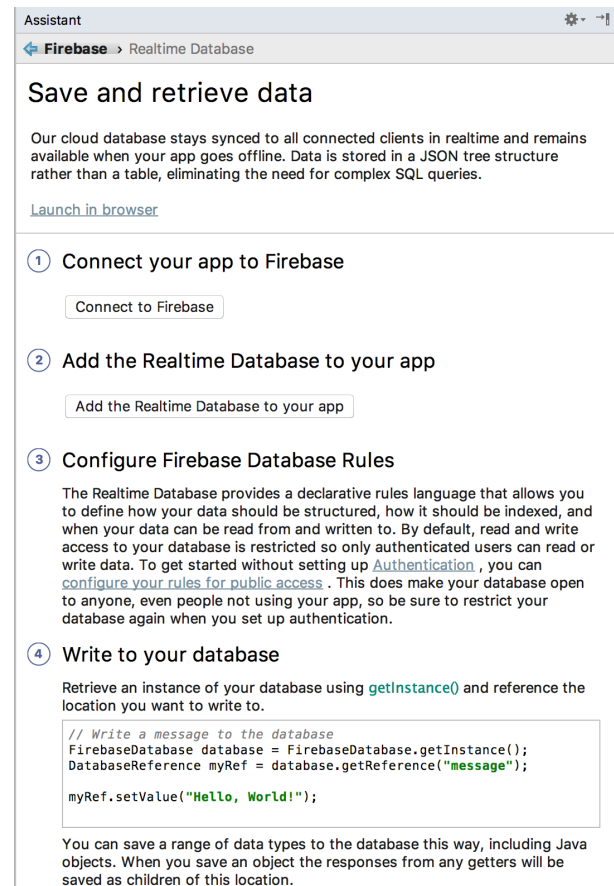 Assistant
Firebase › Realtime Database
Save and retrieve data
Our cloud database stays synced to all connected clients in realtime and remains
available when your app goes offline. Data is stored in a JSON tree structure
rather than a table, eliminating the need for complex SQL queries.
Launch in browser
1 Connect your app to Firebase
Connect to Firebase
2 Add the Realtime Database to your app
Add the Realtime Database to your app
3 Configure Firebase Database Rules
The Realtime Database provides a declarative rules language that allows you
to define how your data should be structured, how it should be indexed, and
when your data can be read from and written to. By default, read and write
access to your database is restricted so only authenticated users can read or
write data. To get started without setting up Authentication , you can
configure your rules for public access . This does make your database open
to anyone, even people not using your app, so be sure to restrict your
database again when you set up authentication.
4 Write to your database
Retrieve an instance of your database using getInstance() and reference the
location you want to write to.
// Write a message to the database
FirebaseDatabase database = FirebaseDatabase.getInstance();
DatabaseReference myRef = database.getReference("message");
myRef.setValue("Hello, World!");
You can save a range of data types to the database this way, including Java
objects. When you save an object the responses from any getters will be
saved as children of this location.